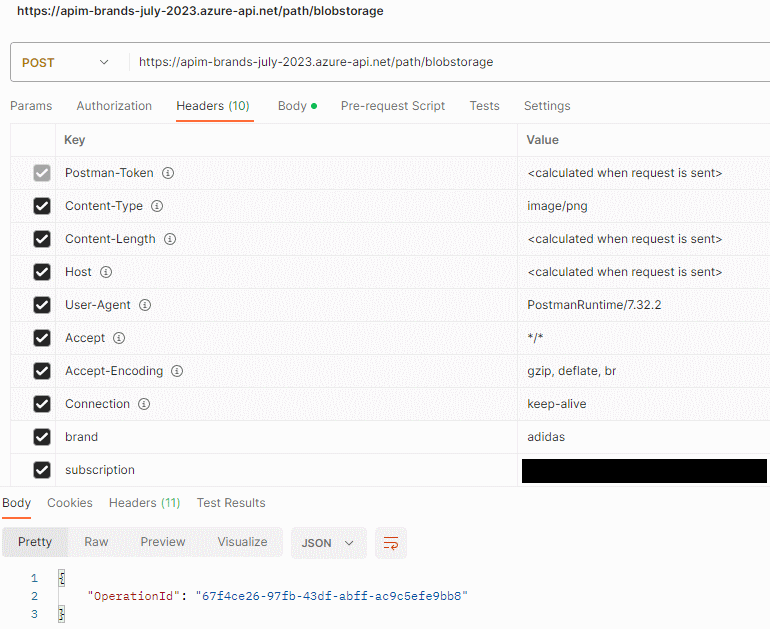 https://apim-brands-july-2023.azure-api.net/path/blobstorage
POST https://apim-brands-july-2023.azure-api.net/path/blobstorage
Params Authorization Headers (10) Body Pre-request Script Tests Settings
Key Value
Postman-Token <calculated when request is sent>
Content-Type image/png
Content-Length <calculated when request is sent>
Host <calculated when request is sent>
User-Agent PostmanRuntime/7.32.2
Accept */*
Accept-Encoding gzip, deflate, br
Connection keep-alive
brand adidas
subscription
Body Cookies Headers (11) Test Results
Pretty Raw Preview Visualize JSON
1 {
2 "OperationId": "67f4ce26-97fb-43df-abff-ac9c5efe9bb8"
3 }